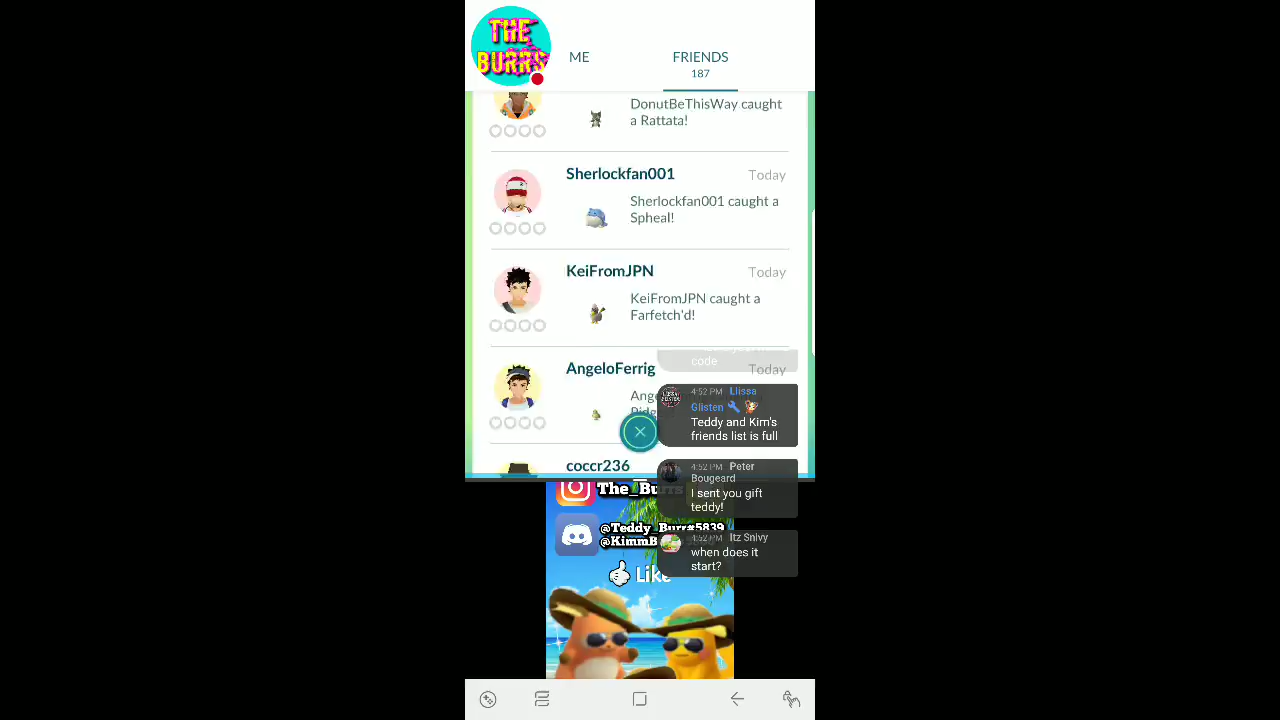 THE
BURRS
ME
FRIENDS
187
DonutBeThisWay caught
a Rattata!
Sherlockfan001
Today
Sherlockfan001 caught a
Spheal!
KeiFromJPN
Today
KeiFromJPN caught a
Farfetch'd!
AngeloFerrig
Today
code
4:52 PM Llissa
Glisten
Teddy and Kim's
friends list is full
coccr236
4:52 PM Peter
Bougeard
I sent you gift
teddy!
The_Burrs
@Teddy_Burr#5839
@KimmB
4:52 PM Itz Snivy
when does it
start?
Like